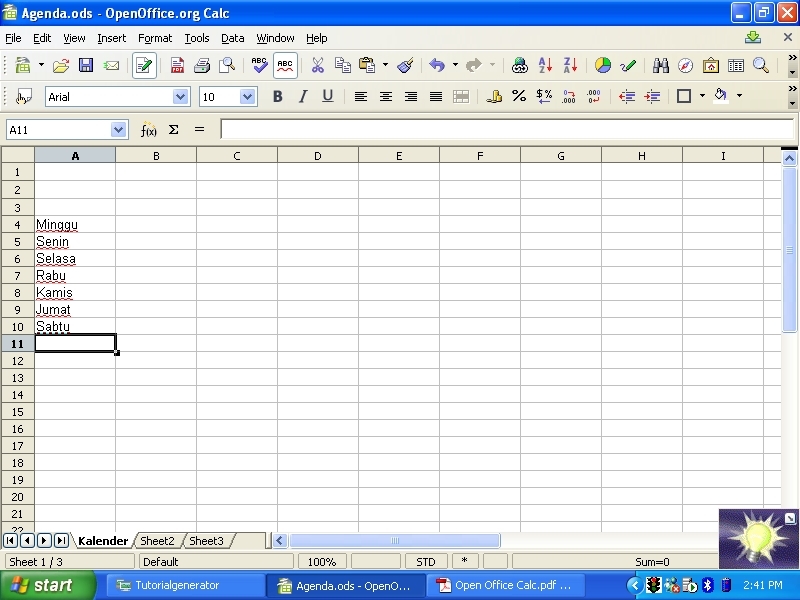 Agenda.ods - OpenOffice.org Calc
File Edit View Insert Format Tools Data Window Help
ABC ABC
Arial 10 B I U % $%
A11 f(x) Σ =
A B C D E F G H I
1
2
3
4 Minggu
5 Senin
6 Selasa
7 Rabu
8 Kamis
9 Jumat
10 Sabtu
11
12
13
14
15
16
17
18
19
20
21
22
Kalender Sheet2 Sheet3
Sheet 1 / 3 Default 100% STD * Sum=0
start Tutorialgenerator Agenda.ods - OpenO... Open Office Calc.pdf ... 2:41 PM